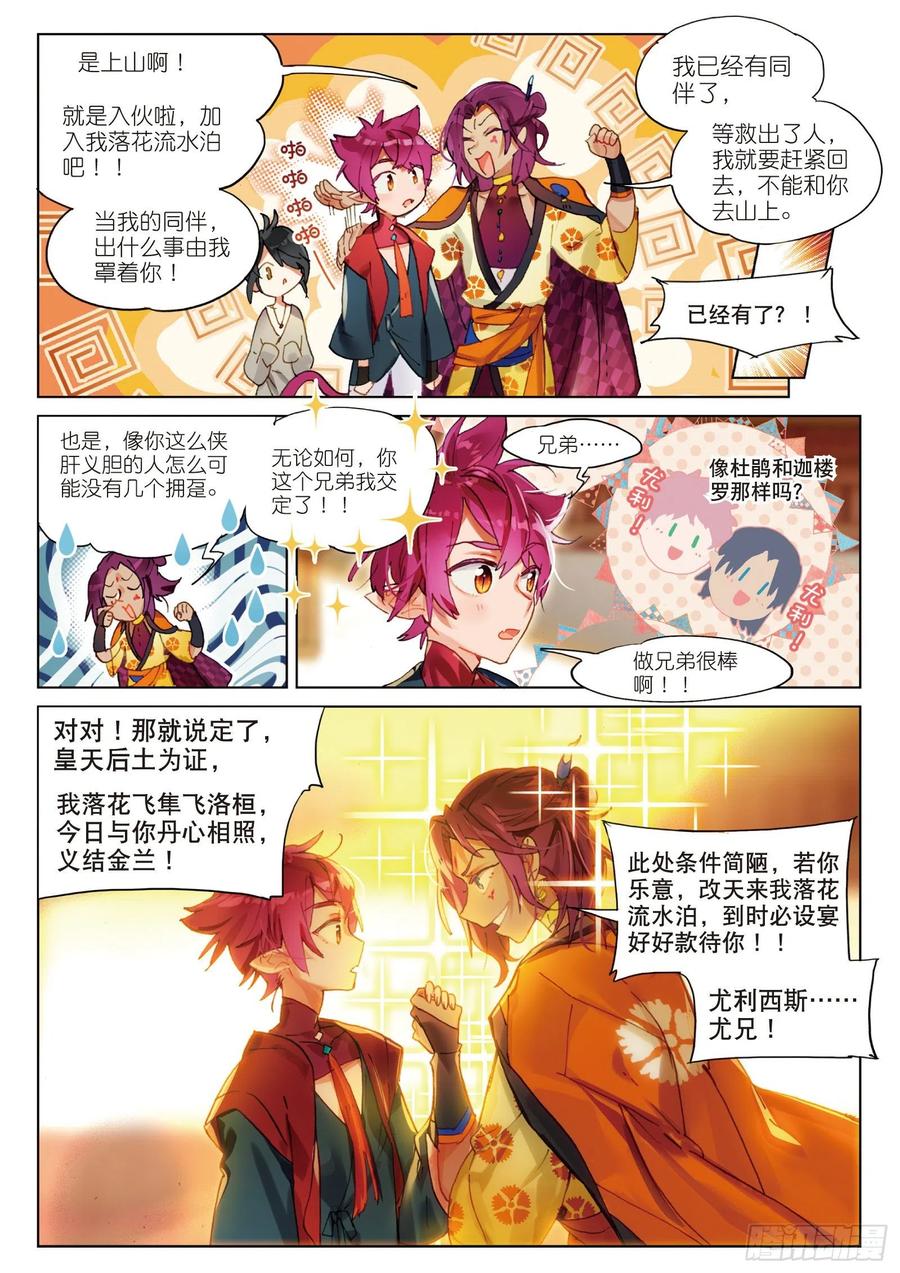 是上山啊！
就是入伙啦，加
入我落花流水泊
吧！！
当我的同伴，
出什么事由我
罩着你！
啪
啪
啪
啪
我已经有同
伴了，
等救出了人，
我就要赶紧回
去，不能和你
去山上。
已经有了？！
也是，像你这么侠
肝义胆的人怎么可
能没有几个拥趸。
无论如何，你
这个兄弟我交
定了！！
兄弟……
像杜鹃和迦楼
罗那样吗？
尤利！
尤利！
做兄弟很棒
啊！！
对对！那就说定了，
皇天后土为证，
我落花飞隼飞洛桓，
今日与你丹心相照，
义结金兰！
此处条件简陋，若你
乐意，改天来我落花
流水泊，到时必设宴
好好款待你！！
尤利西斯……
尤兄！
腾讯动漫